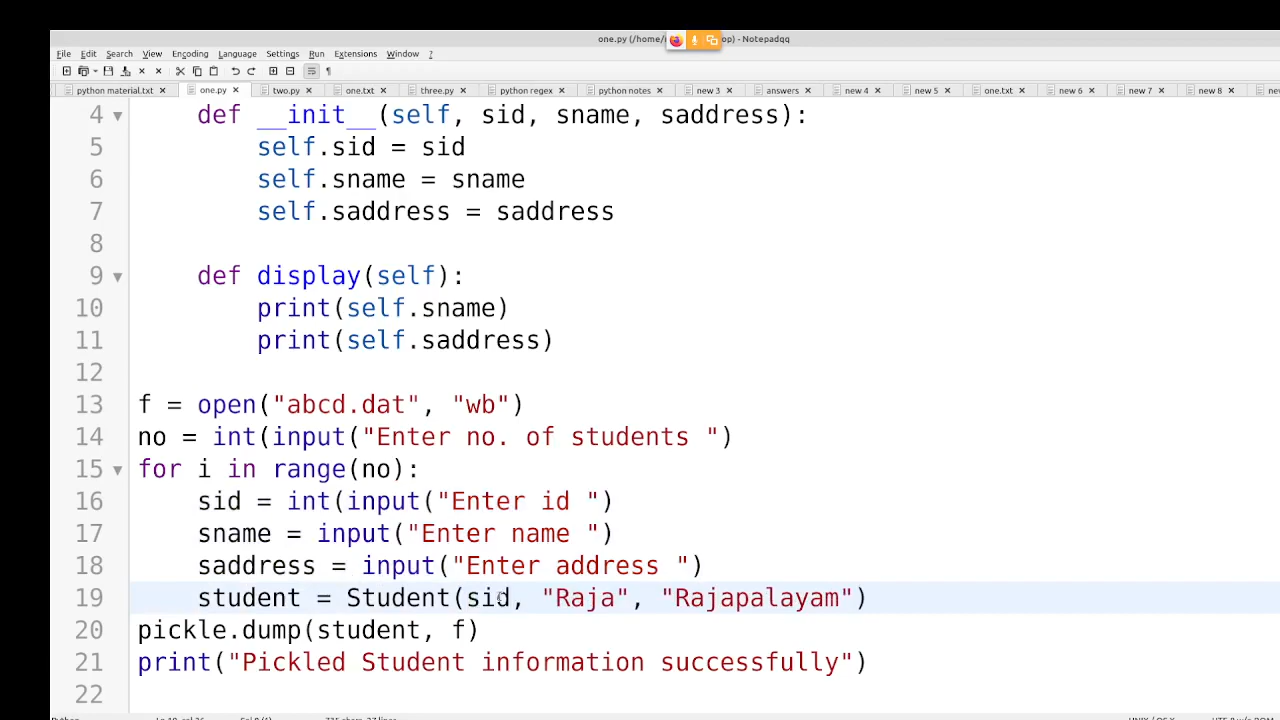 one.py (/home/ op) - Notepadqq
File Edit Search View Encoding Language Settings Run Extensions Window ?
python material.txt one.py two.py one.txt three.py python regex python notes new 3 answers new 4 new 5 one.txt new 6 new 7 new 8
4 def __init__(self, sid, sname, saddress):
5 self.sid = sid
6 self.sname = sname
7 self.saddress = saddress
8
9 def display(self):
10 print(self.sname)
11 print(self.saddress)
12
13 f = open("abcd.dat", "wb")
14 no = int(input("Enter no. of students ")
15 for i in range(no):
16 sid = int(input("Enter id ")
17 sname = input("Enter name ")
18 saddress = input("Enter address ")
19 student = Student(sid, "Raja", "Rajapalayam")
20 pickle.dump(student, f)
21 print("Pickled Student information successfully")
22